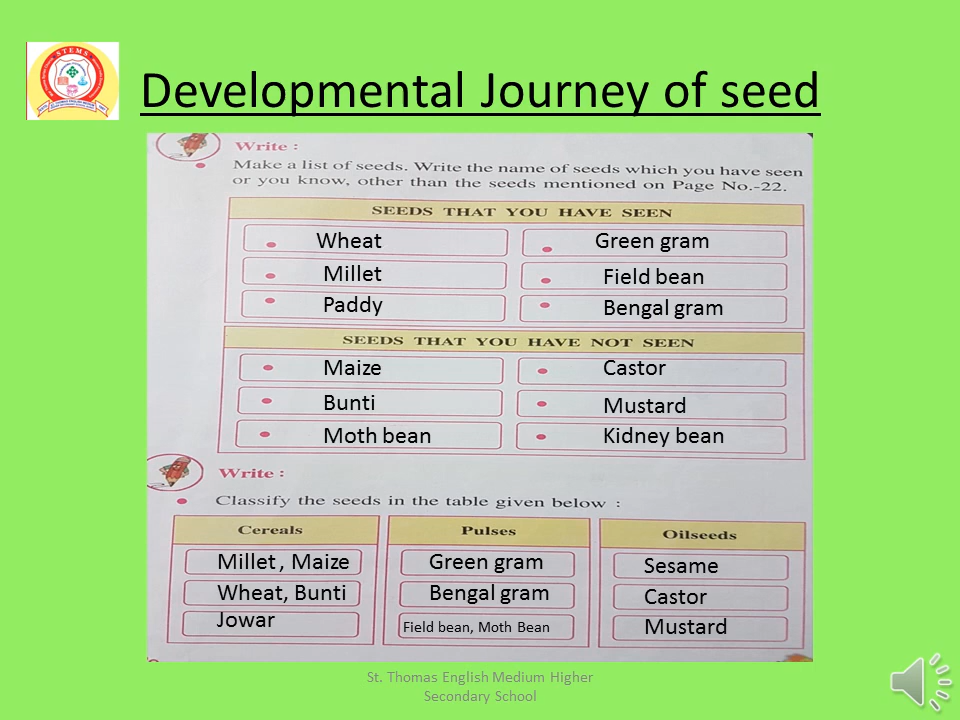 STEMS
Developmental Journey of seed
Write :
Make a list of seeds. Write the name of seeds which you have seen
or you know, other than the seeds mentioned on Page No.-22.
SEEDS THAT YOU HAVE SEEN
Wheat Green gram
Millet Field bean
Paddy Bengal gram
SEEDS THAT YOU HAVE NOT SEEN
Maize Castor
Bunti Mustard
Moth bean Kidney bean
Write :
Classify the seeds in the table given below :
Cereals Pulses Oilseeds
Millet , Maize Green gram Sesame
Wheat, Bunti Bengal gram Castor
Jowar Field bean, Moth Bean Mustard
St. Thomas English Medium Higher
Secondary School